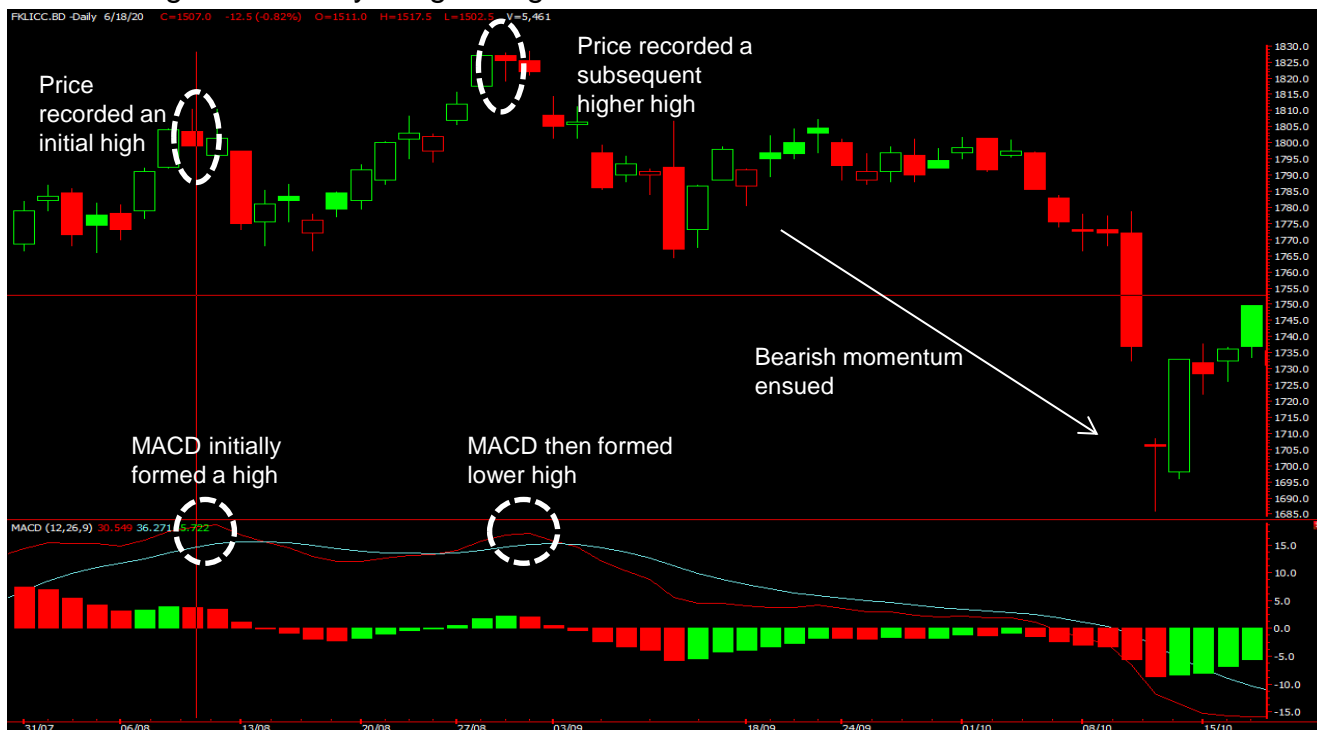 FKLICC.BD -Daily 6/18/20 C=1507.0 -12.5 (-0.82%) O=1511.0 H=1517.5 L=1502.5 V=5,461
Price
recorded an
initial high
Price recorded a
subsequent
higher high
Bearish momentum
ensued
MACD initially
formed a high
MACD then formed
lower high
1830.0
1825.0
1820.0
1815.0
1810.0
1805.0
1800.0
1795.0
1790.0
1785.0
1780.0
1775.0
1770.0
1765.0
1760.0
1755.0
1750.0
1745.0
1740.0
1735.0
1730.0
1725.0
1720.0
1715.0
1710.0
1705.0
1700.0
1695.0
1690.0
1685.0
MACD (12,26,9) 30.549 36.271
15.0
10.0
5.0
0.0
-5.0
-10.0
-15.0
31/07 06/08 13/08 20/08 27/08 03/09 18/09 24/09 01/10 08/10 15/10